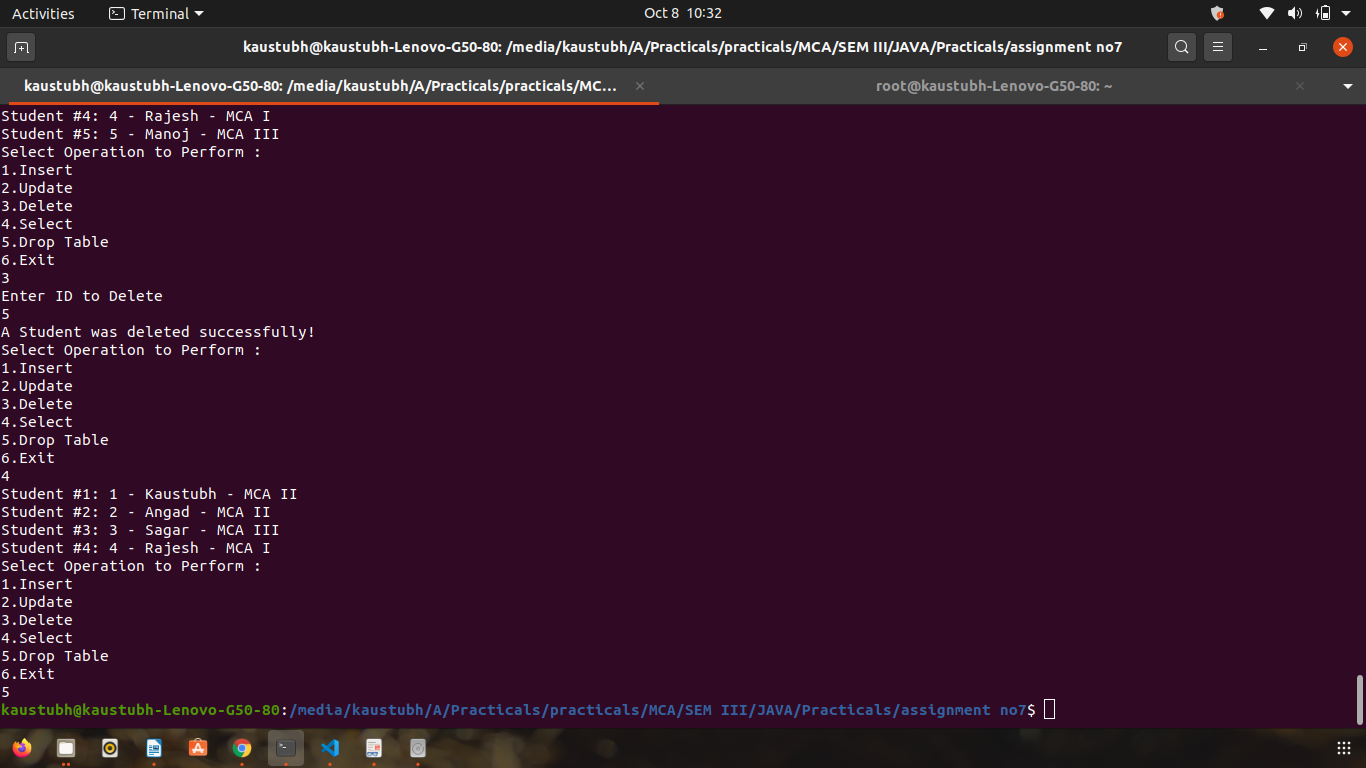 Activities Terminal Oct 8 10:32
kaustubh@kaustubh-Lenovo-G50-80: /media/kaustubh/A/Practicals/practicals/MCA/SEM III/JAVA/Practicals/assignment no7
kaustubh@kaustubh-Lenovo-G50-80: /media/kaustubh/A/Practicals/practicals/MC... root@kaustubh-Lenovo-G50-80: ~
Student #4: 4 - Rajesh - MCA I
Student #5: 5 - Manoj - MCA III
Select Operation to Perform :
1.Insert
2.Update
3.Delete
4.Select
5.Drop Table
6.Exit
3
Enter ID to Delete
5
A Student was deleted successfully!
Select Operation to Perform :
1.Insert
2.Update
3.Delete
4.Select
5.Drop Table
6.Exit
4
Student #1: 1 - Kaustubh - MCA II
Student #2: 2 - Angad - MCA II
Student #3: 3 - Sagar - MCA III
Student #4: 4 - Rajesh - MCA I
Select Operation to Perform :
1.Insert
2.Update
3.Delete
4.Select
5.Drop Table
6.Exit
5
kaustubh@kaustubh-Lenovo-G50-80:/media/kaustubh/A/Practicals/practicals/MCA/SEM III/JAVA/Practicals/assignment no7$